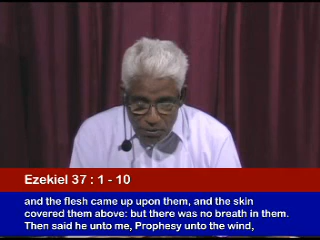 Ezekiel 37 : 1 - 10
and the flesh came up upon them, and the skin
covered them above: but there was no breath in them.
Then said he unto me, Prophesy unto the wind,